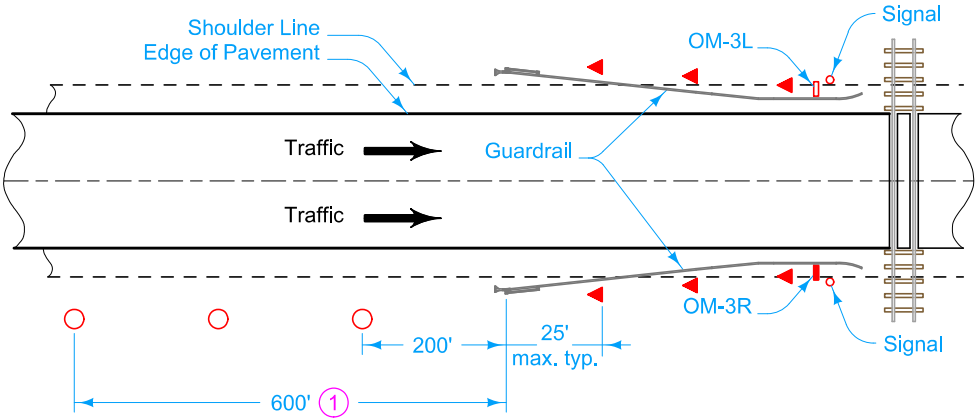 Shoulder Line
Edge of Pavement
Signal
OM-3L
Traffic
Guardrail
Traffic
OM-3R
Signal
200'
25'
max. typ.
600' 1